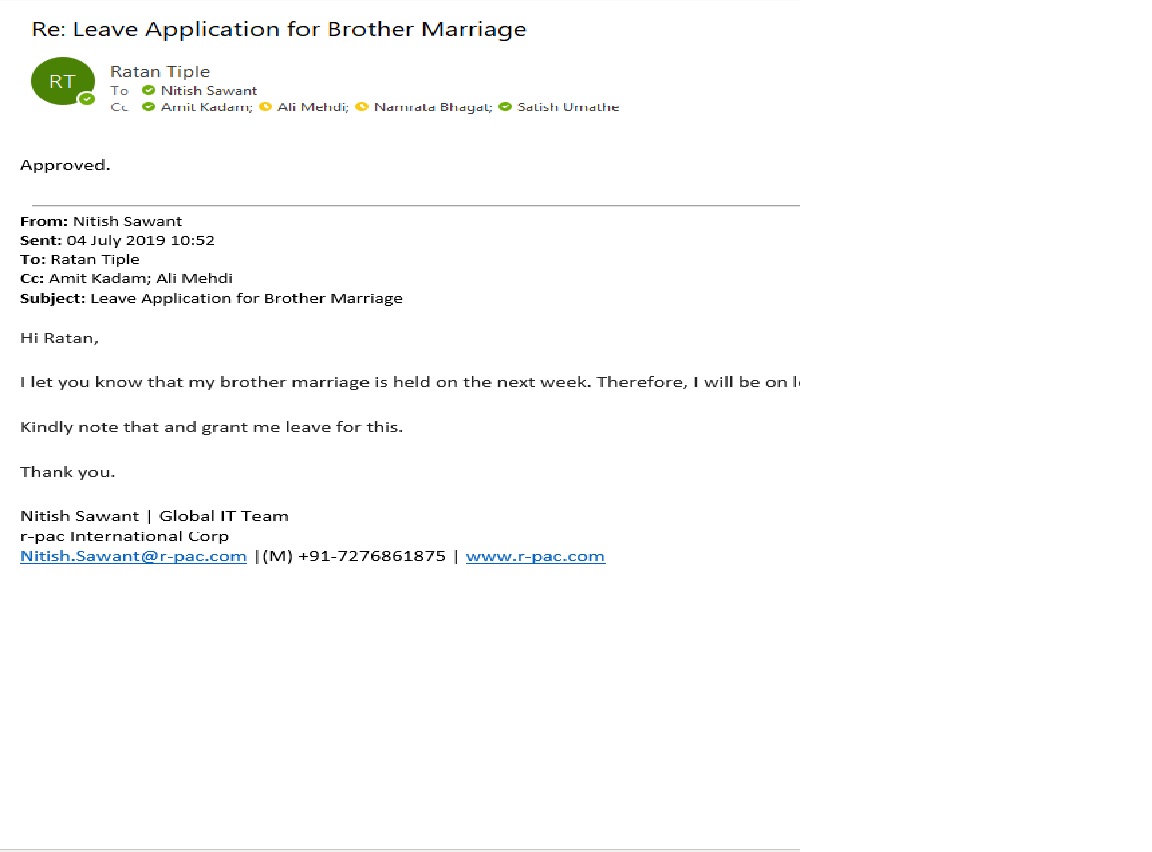 Re: Leave Application for Brother Marriage
RT
Ratan Tiple
To Nitish Sawant
Cc Amit Kadam; Ali Mehdi; Namrata Bhagat; Satish Umathe
Approved.
From: Nitish Sawant
Sent: 04 July 2019 10:52
To: Ratan Tiple
Cc: Amit Kadam; Ali Mehdi
Subject: Leave Application for Brother Marriage
Hi Ratan,
I let you know that my brother marriage is held on the next week. Therefore, I will be on
Kindly note that and grant me leave for this.
Thank you.
Nitish Sawant | Global IT Team
r-pac International Corp
Nitish.Sawant@r-pac.com |(M) +91-7276861875 | www.r-pac.com